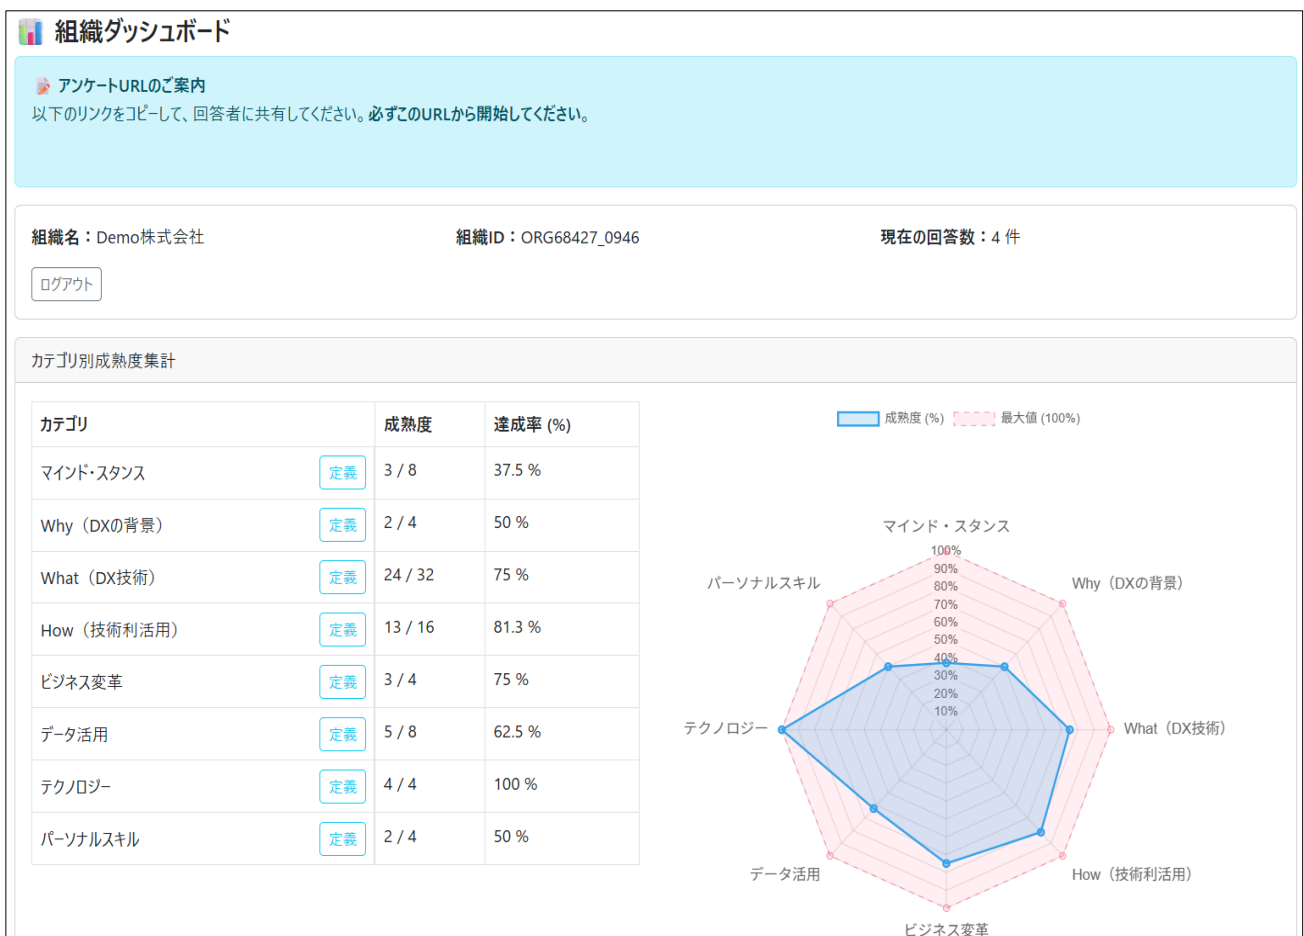 組織ダッシュボード
アンケートURLのご案内
以下のリンクをコピーして、回答者に共有してください。必ずこのURLから開始してください。
組織名：Demo株式会社
組織ID：ORG68427_0946
現在の回答数：4 件
ログアウト
カテゴリ別成熟度集計
カテゴリ 成熟度 達成率 (%)
マインド・スタンス 定義 3 / 8 37.5 %
Why（DXの背景） 定義 2 / 4 50 %
What（DX技術） 定義 24 / 32 75 %
How（技術利活用） 定義 13 / 16 81.3 %
ビジネス変革 定義 3 / 4 75 %
データ活用 定義 5 / 8 62.5 %
テクノロジー 定義 4 / 4 100 %
パーソナルスキル 定義 2 / 4 50 %
成熟度 (%) 最大値 (100%)
マインド・スタンス
100%
90%
パーソナルスキル
Why（DXの背景）
80%
70%
60%
50%
40%
30%
20%
10%
テクノロジー
What（DX技術）
データ活用
How（技術利活用）
ビジネス変革